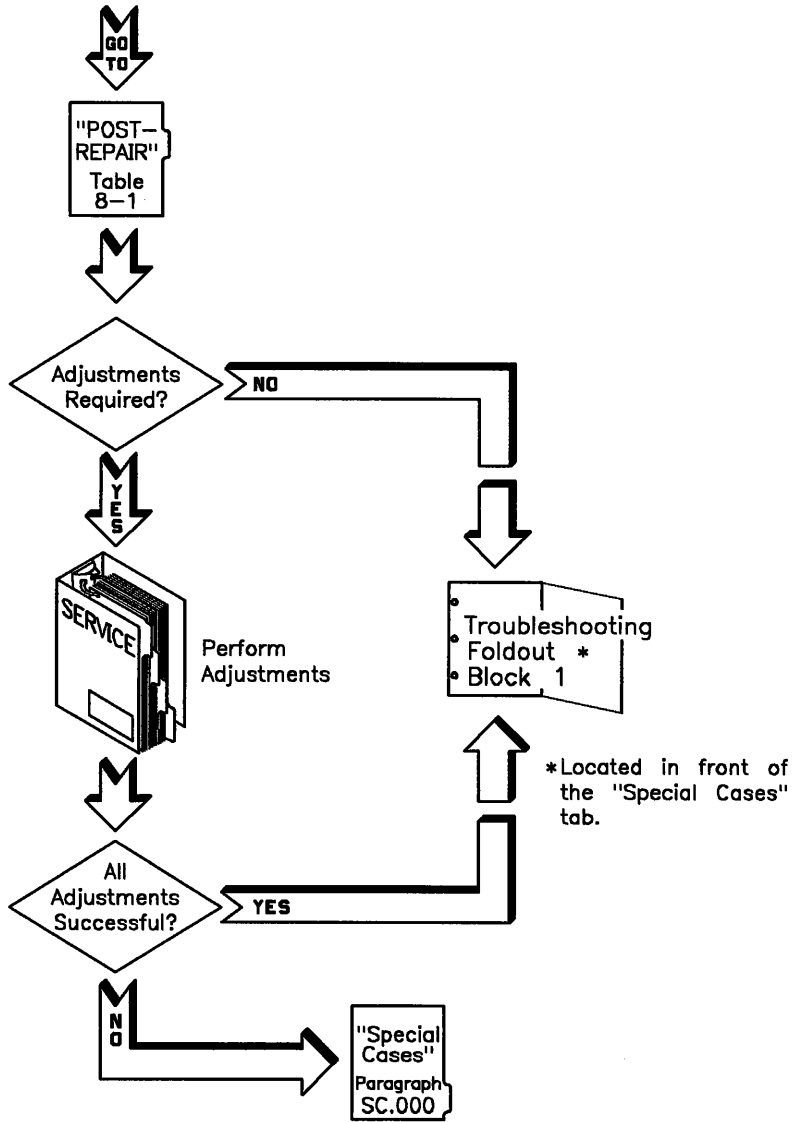 GO
TO
"POST-
REPAIR"
Table
8-1
Adjustments
Required?
NO
YES
SERVICE
Perform
Adjustments
Troubleshooting
Foldout *
Block 1
*Located in front of
the "Special Cases"
tab.
All
Adjustments
Successful?
YES
NO
"Special
Cases"
Paragraph
SC.000